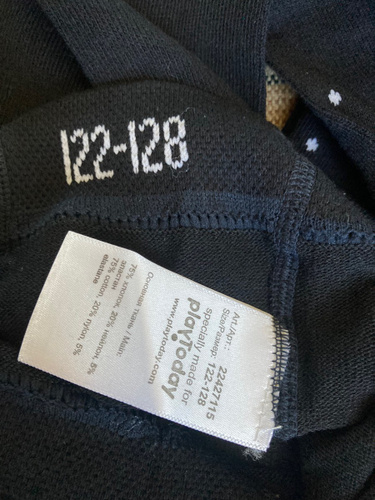 122-128
Art./Арт.: 22427115
Size/Размер: 122-128
specially made for
playToday
www.playtoday.com
Основная ткань / Main:
75% хлопок, 20% нейлон, 5%
эластан
75% cotton, 20% nylon, 5%
elastane